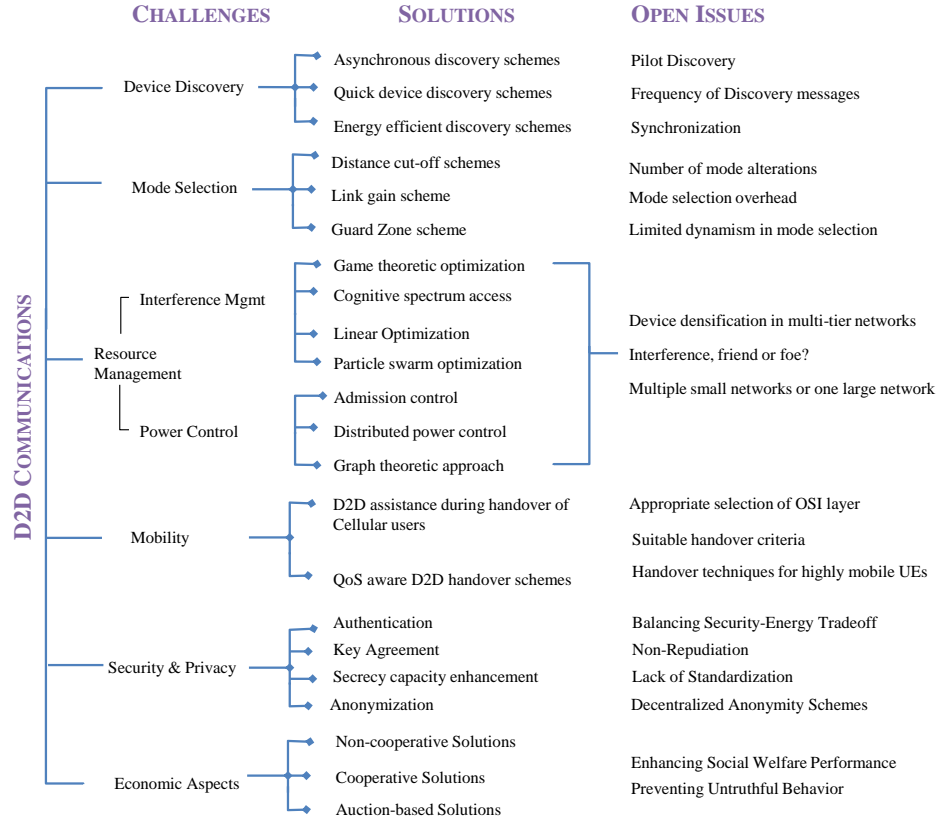 CHALLENGES
SOLUTIONS
OPEN ISSUES
D2D COMMUNICATIONS
Device Discovery
Asynchronous discovery schemes
Quick device discovery schemes
Energy efficient discovery schemes
Pilot Discovery
Frequency of Discovery messages
Synchronization
Mode Selection
Distance cut-off schemes
Link gain scheme
Guard Zone scheme
Number of mode alterations
Mode selection overhead
Limited dynamism in mode selection
Resource
Management
Interference Mgmt
Game theoretic optimization
Cognitive spectrum access
Linear Optimization
Particle swarm optimization
Power Control
Admission control
Distributed power control
Graph theoretic approach
Device densification in multi-tier networks
Interference, friend or foe?
Multiple small networks or one large network
Mobility
D2D assistance during handover of
Cellular users
QoS aware D2D handover schemes
Appropriate selection of OSI layer
Suitable handover criteria
Handover techniques for highly mobile UEs
Security & Privacy
Authentication
Key Agreement
Secrecy capacity enhancement
Anonymization
Balancing Security-Energy Tradeoff
Non-Repudiation
Lack of Standardization
Decentralized Anonymity Schemes
Economic Aspects
Non-cooperative Solutions
Cooperative Solutions
Auction-based Solutions
Enhancing Social Welfare Performance
Preventing Untruthful Behavior